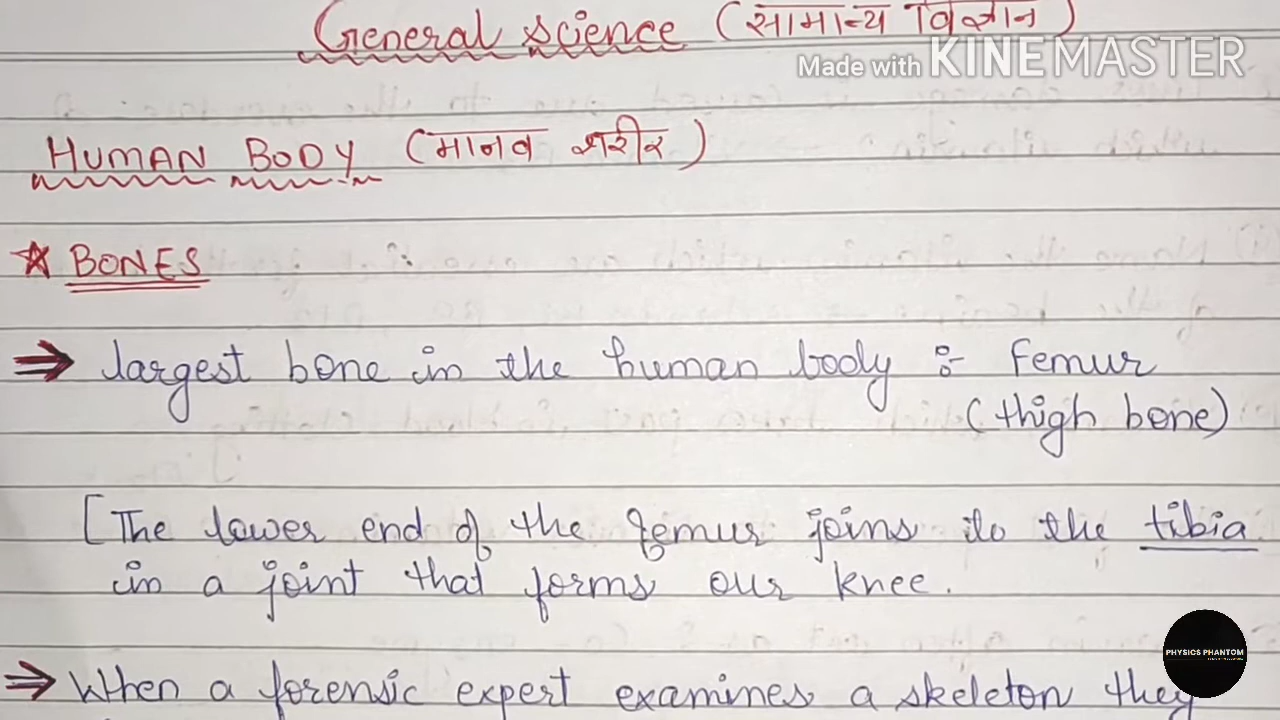 General science (सामान्य विज्ञान)
Made with KINEMASTER
HUMAN BODY (मानव शरीर)
★ BONES :
⇒ largest bone in the human body :- Femur
(thigh bone)
[The lower end of the femur joins to the tibia
in a joint that forms our knee.
PHYSICS PHANTOM
⇒ When a forensic expert examines a skeleton they